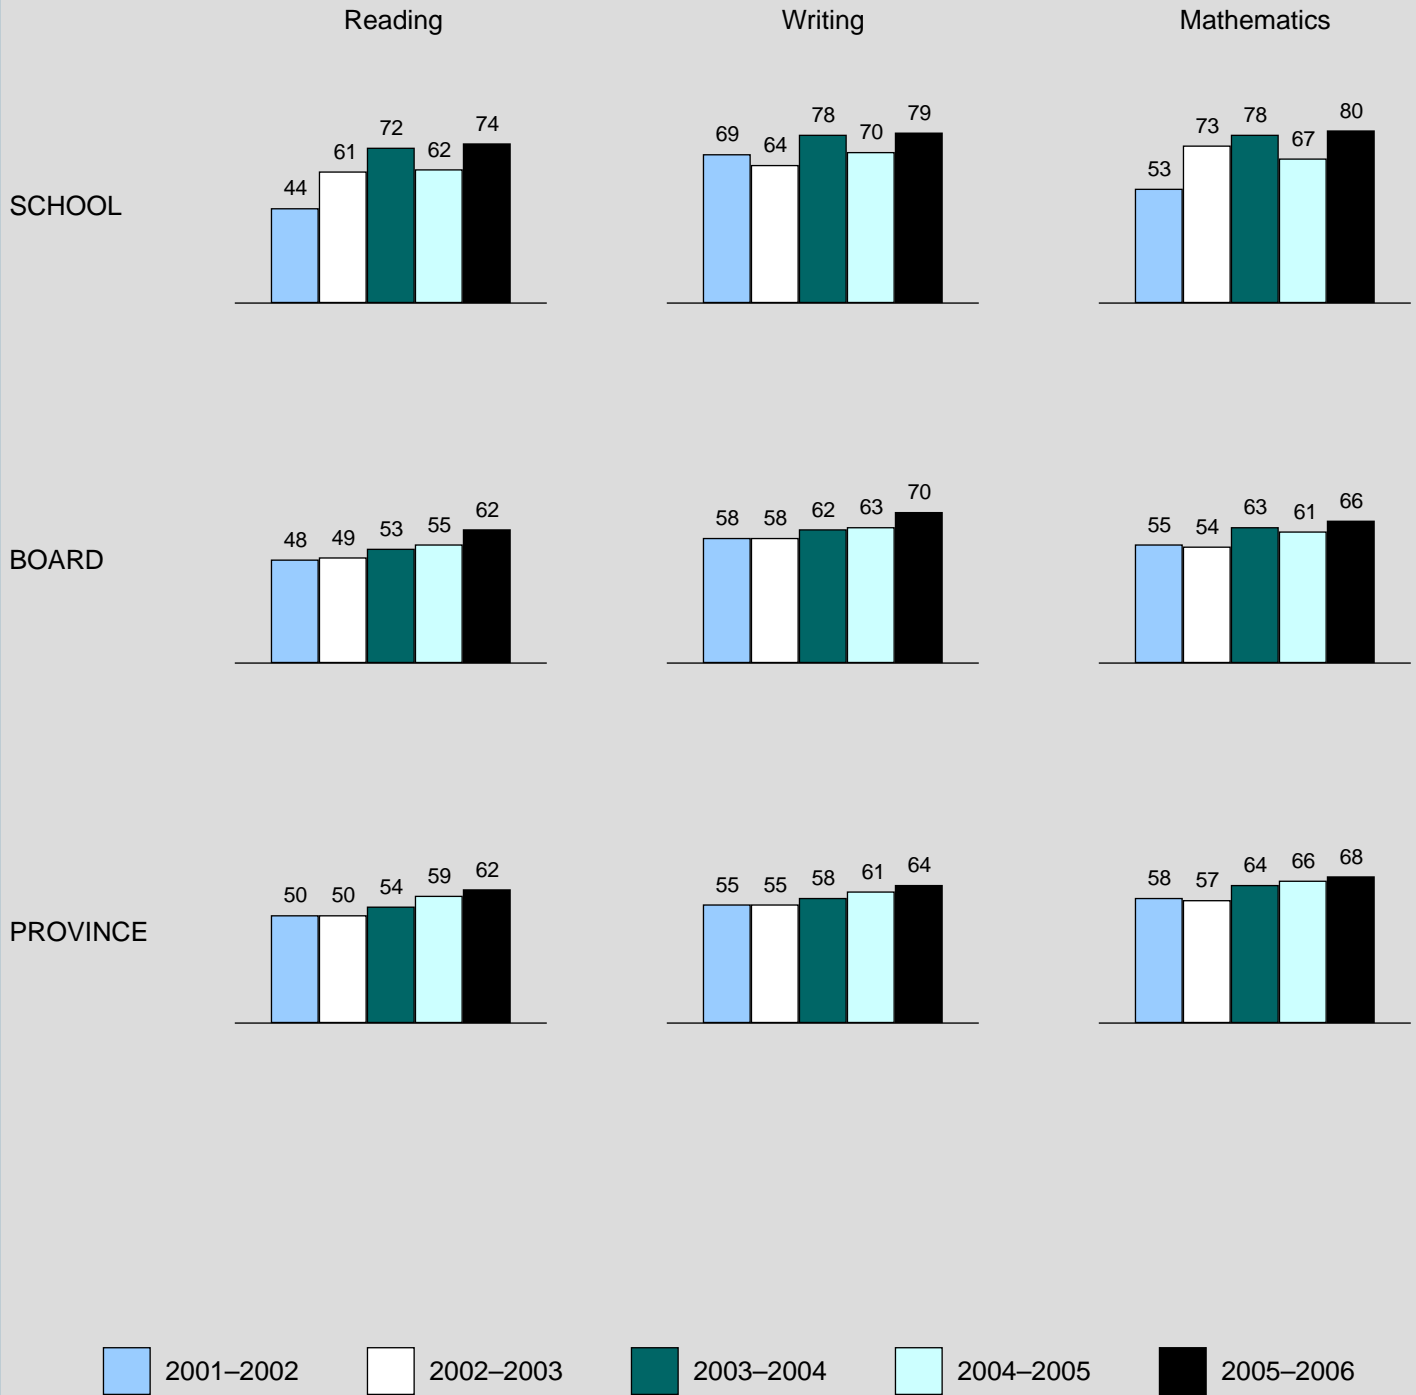 Reading Writing Mathematics
SCHOOL
44 61 72 62 74
69 64 78 70 79
53 73 78 67 80
BOARD
48 49 53 55 62
58 58 62 63 70
55 54 63 61 66
PROVINCE
50 50 54 59 62
55 55 58 61 64
58 57 64 66 68
2001–2002 2002–2003 2003–2004 2004–2005 2005–2006